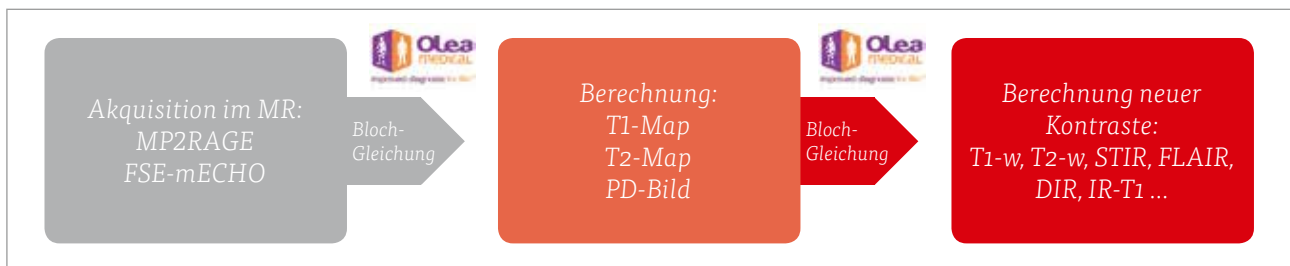 Olea
MEDICAL
Akquisition im MR:
MP2RAGE
FSE-mECHO
Bloch-
Gleichung
Berechnung:
T1-Map
T2-Map
PD-Bild
Olea
MEDICAL
Bloch-
Gleichung
Berechnung neuer
Kontraste:
T1-w, T2-w, STIR, FLAIR,
DIR, IR-T1 ...